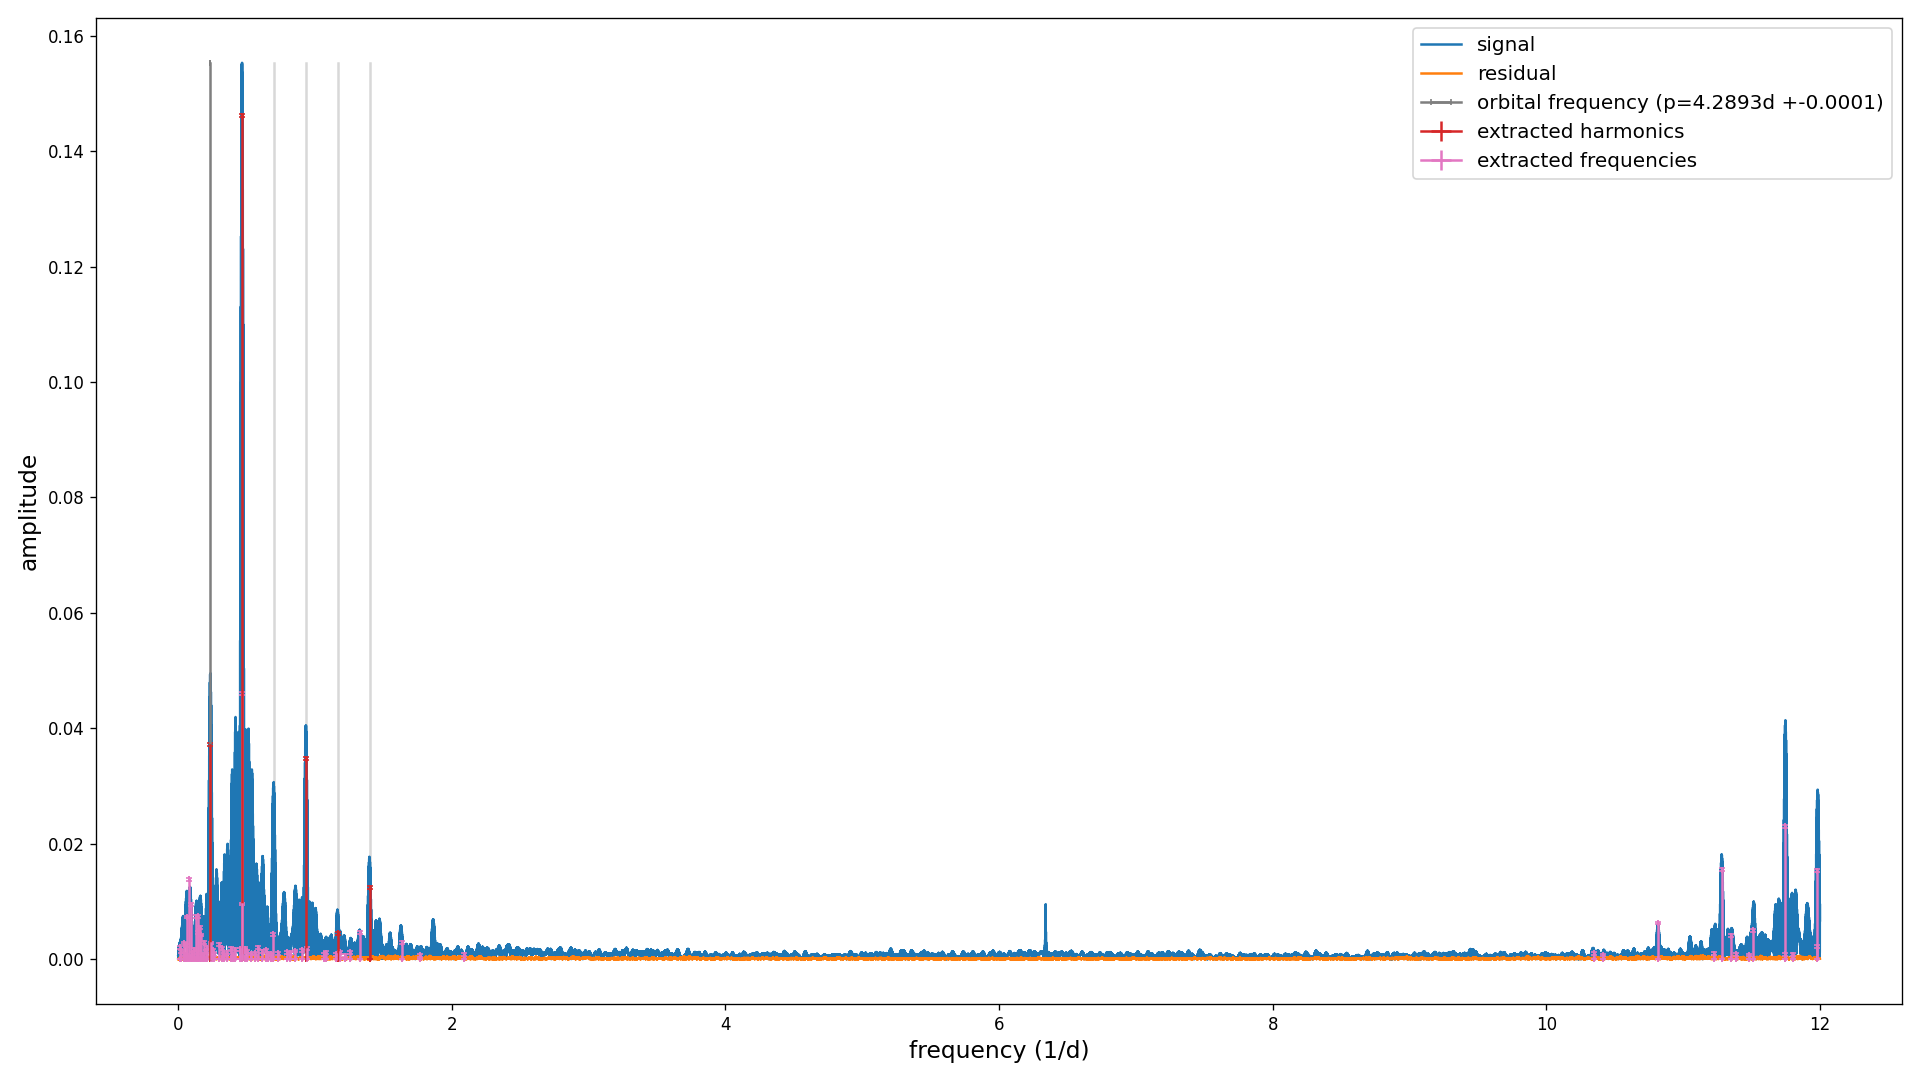 0.16
0.14
0.12
0.10
0.08
0.06
0.04
0.02
0.00
amplitude
signal
residual
orbital frequency (p=4.2893d +-0.0001)
extracted harmonics
extracted frequencies
0 2 4 6 8 10 12
frequency (1/d)